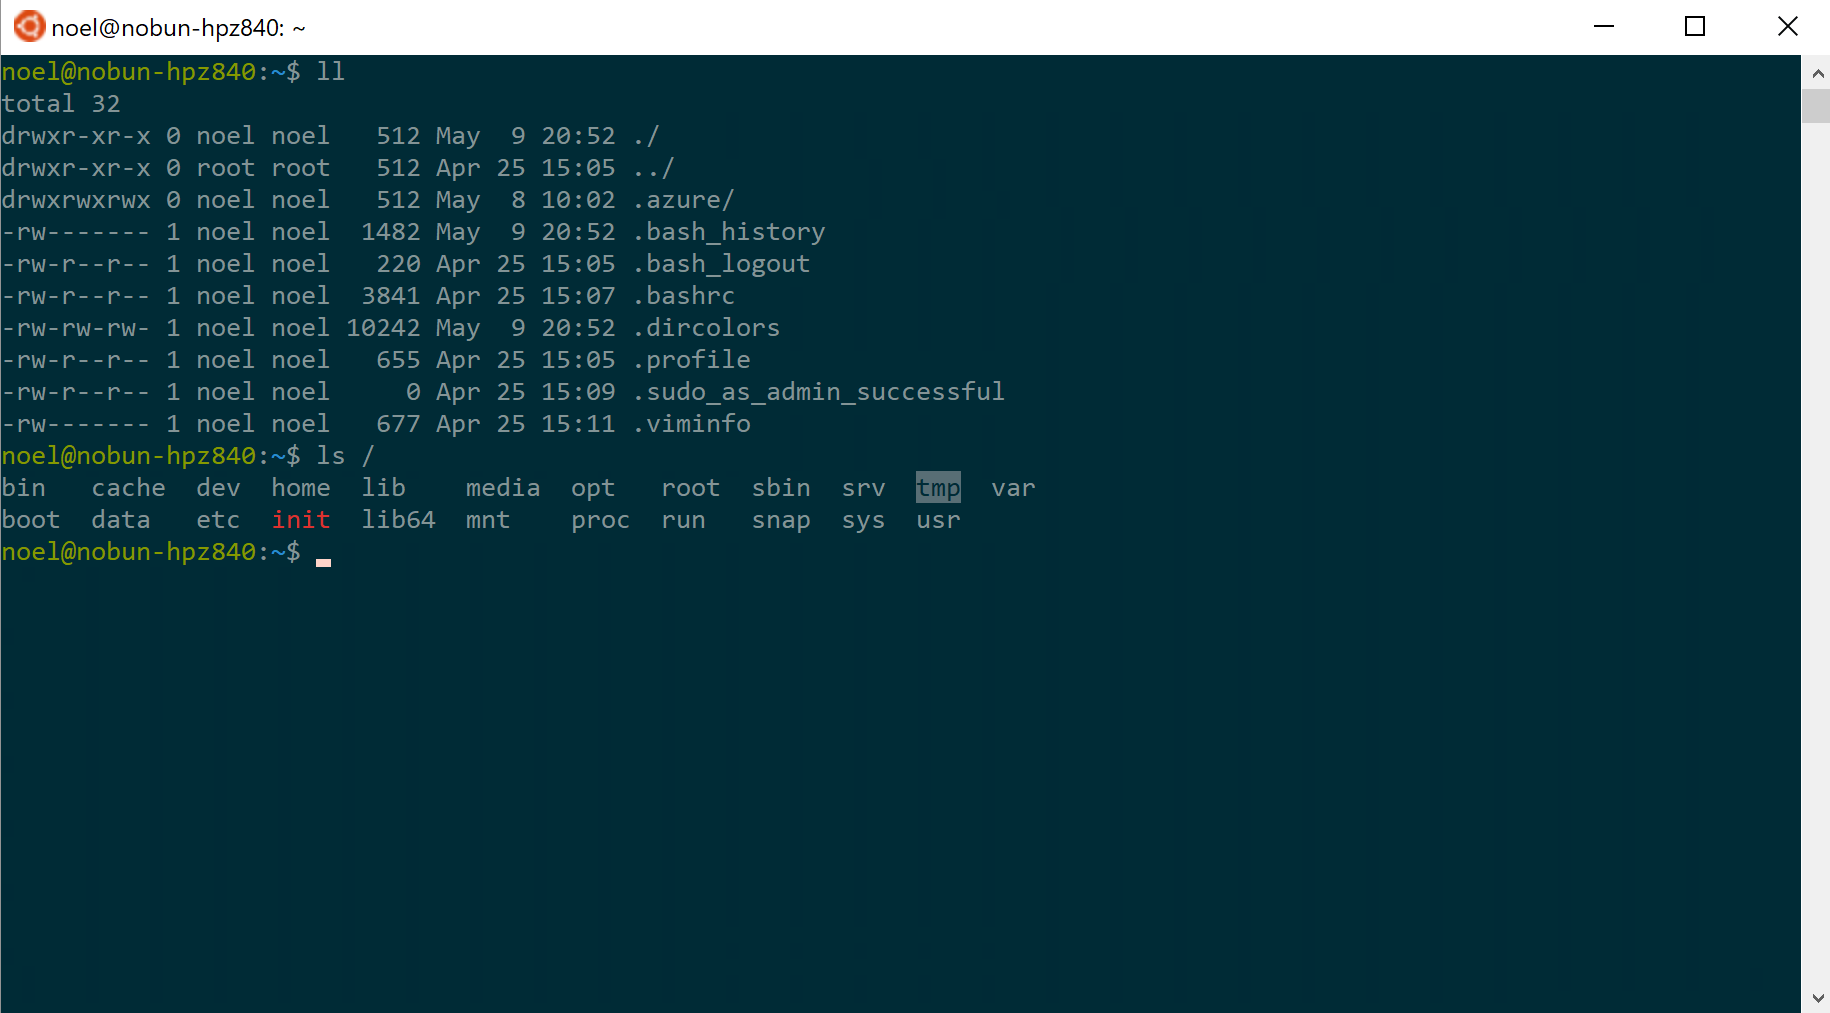 noel@nobun-hpz840: ~
noel@nobun-hpz840:~$ ll
total 32
drwxr-xr-x 0 noel noel   512 May  9 20:52 ./
drwxr-xr-x 0 root root   512 Apr 25 15:05 ../
drwxrwxrwx 0 noel noel   512 May  8 10:02 .azure/
-rw------- 1 noel noel  1482 May  9 20:52 .bash_history
-rw-r--r-- 1 noel noel   220 Apr 25 15:05 .bash_logout
-rw-r--r-- 1 noel noel  3841 Apr 25 15:07 .bashrc
-rw-rw-rw- 1 noel noel 10242 May  9 20:52 .dircolors
-rw-r--r-- 1 noel noel   655 Apr 25 15:05 .profile
-rw-r--r-- 1 noel noel     0 Apr 25 15:09 .sudo_as_admin_successful
-rw------- 1 noel noel   677 Apr 25 15:11 .viminfo
noel@nobun-hpz840:~$ ls /
bin   cache  dev  home  lib    media  opt   root  sbin  srv  tmp  var
boot  data   etc  init  lib64  mnt    proc  run   snap  sys  usr
noel@nobun-hpz840:~$